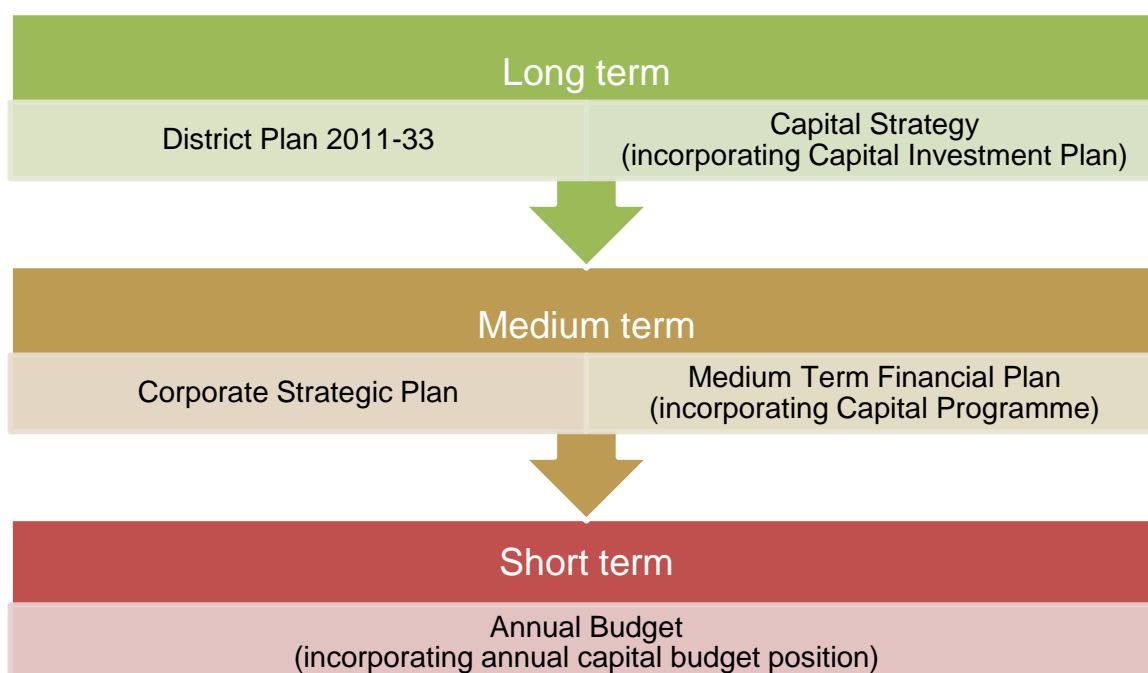 Long term
District Plan 2011-33
Capital Strategy
(incorporating Capital Investment Plan)
Medium term
Corporate Strategic Plan
Medium Term Financial Plan
(incorporating Capital Programme)
Short term
Annual Budget
(incorporating annual capital budget position)